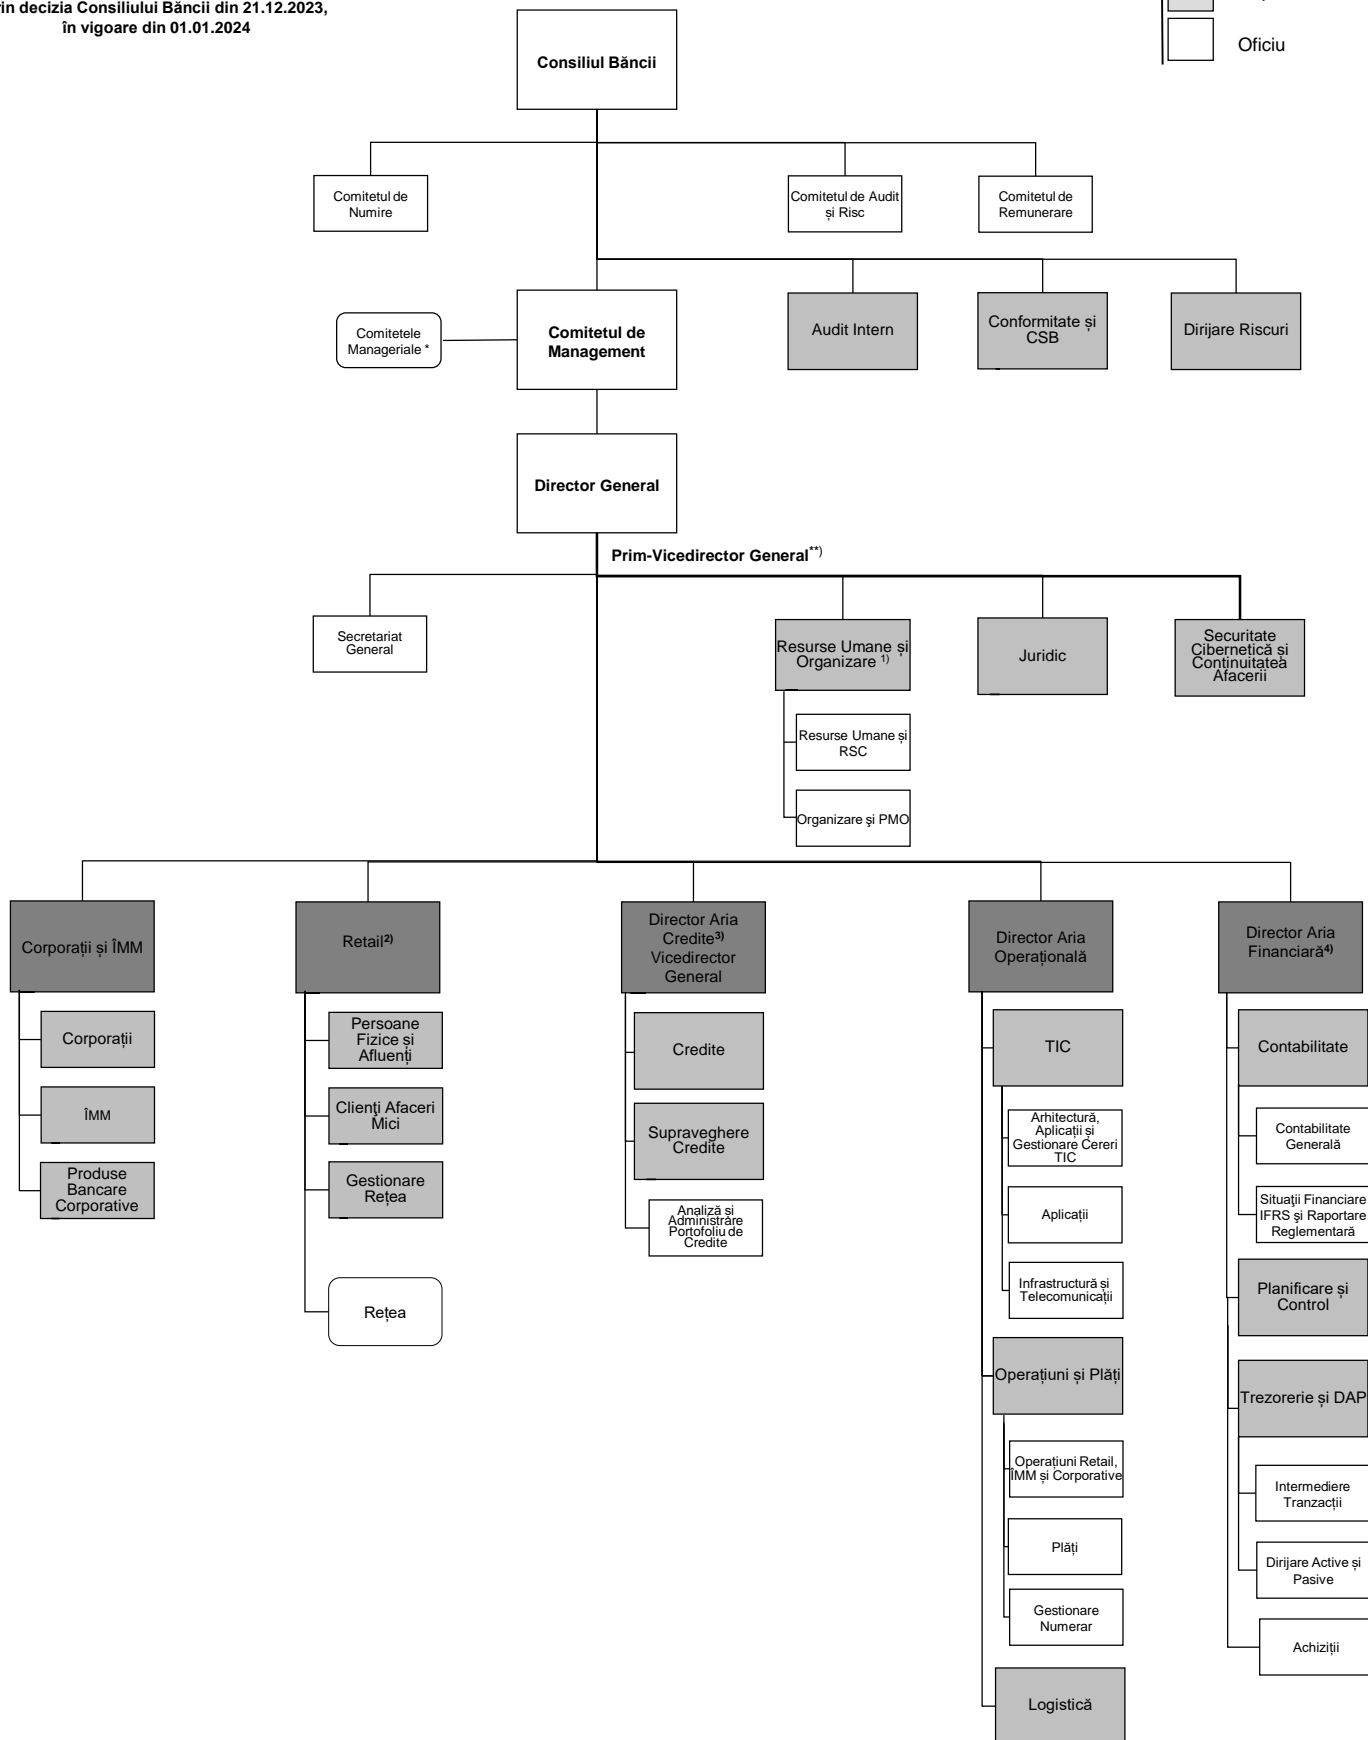 decizia Consiliului Băncii din 21.12.2023,
în vigoare din 01.01.2024
Oficiu
Consiliul Băncii
Comitetul de
Numire
Comitetul de Audit
și Risc
Comitetul de
Remunerare
Comitetele
Manageriale *
Comitetul de
Management
Audit Intern
Conformitate și
CSB
Dirijare Riscuri
Director General
Prim-Vicedirector General**)
Secretariat
General
Resurse Umane și
Organizare 1)
Juridic
Securitate
Cibernetică și
Continuitatea
Afacerii
Resurse Umane și
RSC
Organizare şi PMO
Corporații și ÎMM
Corporații
ÎMM
Produse
Bancare
Corporative
Retail2)
Persoane
Fizice și
Afluenți
Clienţi Afaceri
Mici
Gestionare
Rețea
Rețea
Director Aria
Credite3)
Vicedirector
General
Credite
Supraveghere
Credite
Analiză și
Administrare
Portofoliu de
Credite
Director Aria
Operațională
TIC
Arhitectură,
Aplicații și
Gestionare Cereri
TIC
Aplicații
Infrastructură și
Telecomunicații
Operațiuni și Plăți
Operațiuni Retail,
ÎMM și Corporative
Plăți
Gestionare
Numerar
Logistică
Director Aria
Financiară4)
Contabilitate
Contabilitate
Generală
Situaţii Financiare
IFRS şi Raportare
Reglementară
Planificare și
Control
Trezorerie și DAP
Intermediere
Tranzacții
Dirijare Active și
Pasive
Achiziții